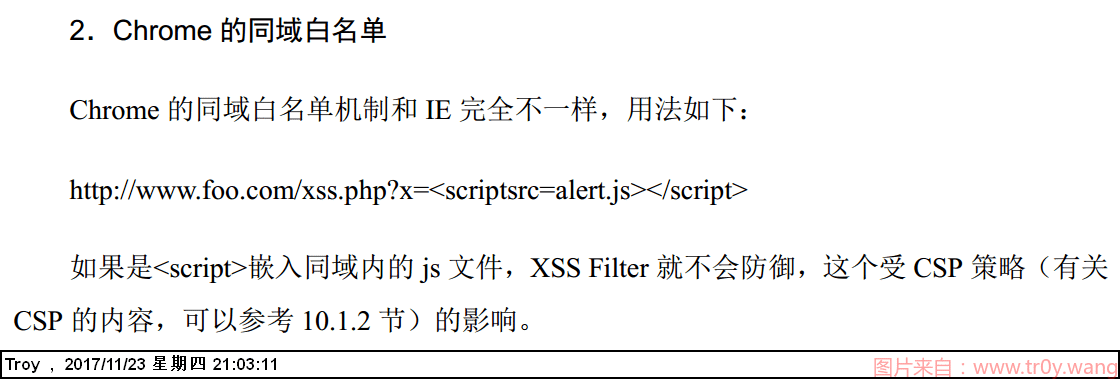 2．Chrome 的同域白名单
Chrome 的同域白名单机制和 IE 完全不一样，用法如下：
http://www.foo.com/xss.php?x=<scriptsrc=alert.js></script>
如果是<script>嵌入同域内的 js 文件，XSS Filter 就不会防御，这个受 CSP 策略（有关
CSP 的内容，可以参考 10.1.2 节）的影响。
Troy , 2017/11/23 星期四 21:03:11
图片来自：www.tr0y.wang